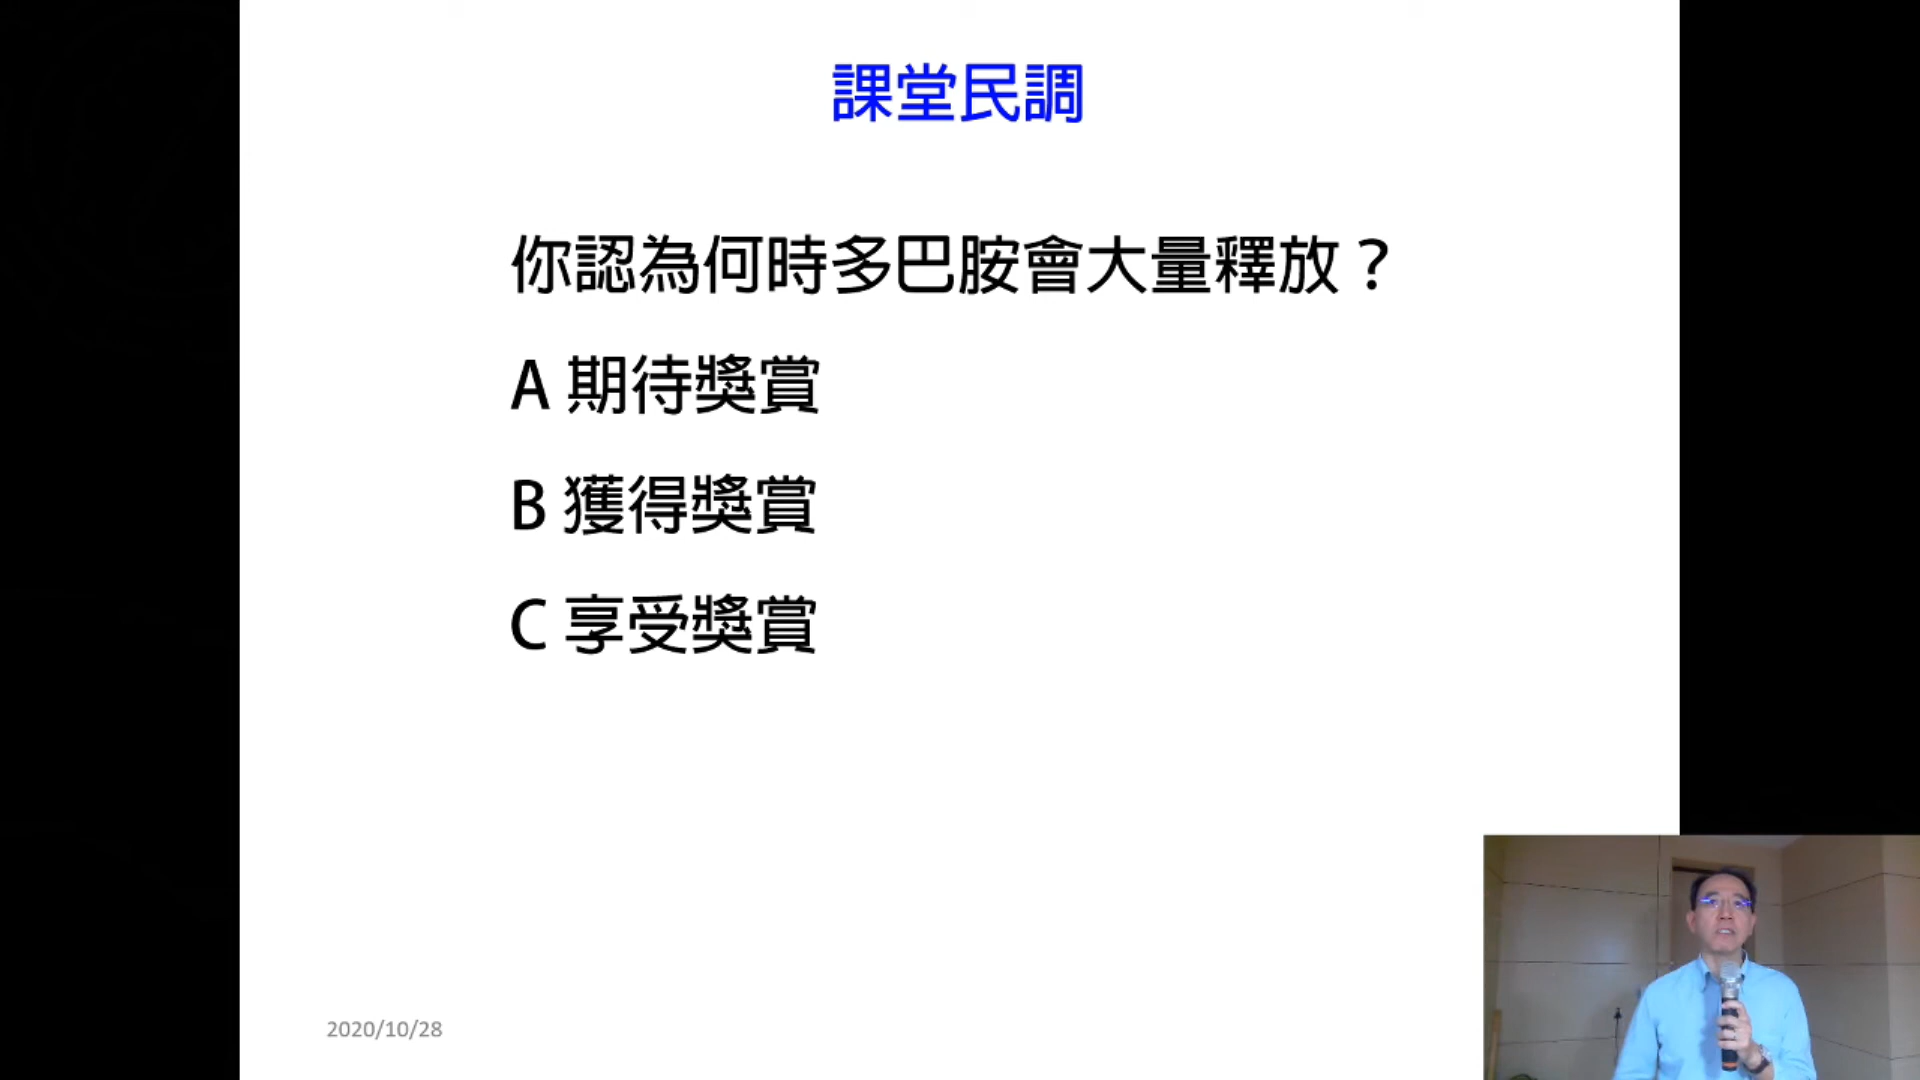 課堂民調
你認為何時多巴胺會大量釋放？
A 期待獎賞
B 獲得獎賞
C 享受獎賞
2020/10/28